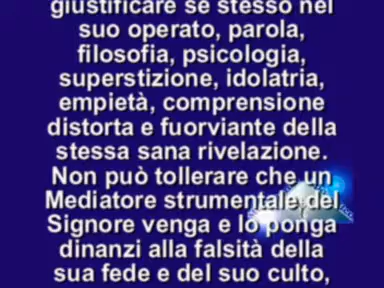 giustificare se stesso nel
suo operato, parola,
filosofia, psicologia,
superstizione, idolatria,
empietà, comprensione
distorta e fuorviante della
stessa sana rivelazione.
Non può tollerare che un
Mediatore strumentale del
Signore venga e lo ponga
dinanzi alla falsità della
sua fede e del suo culto,